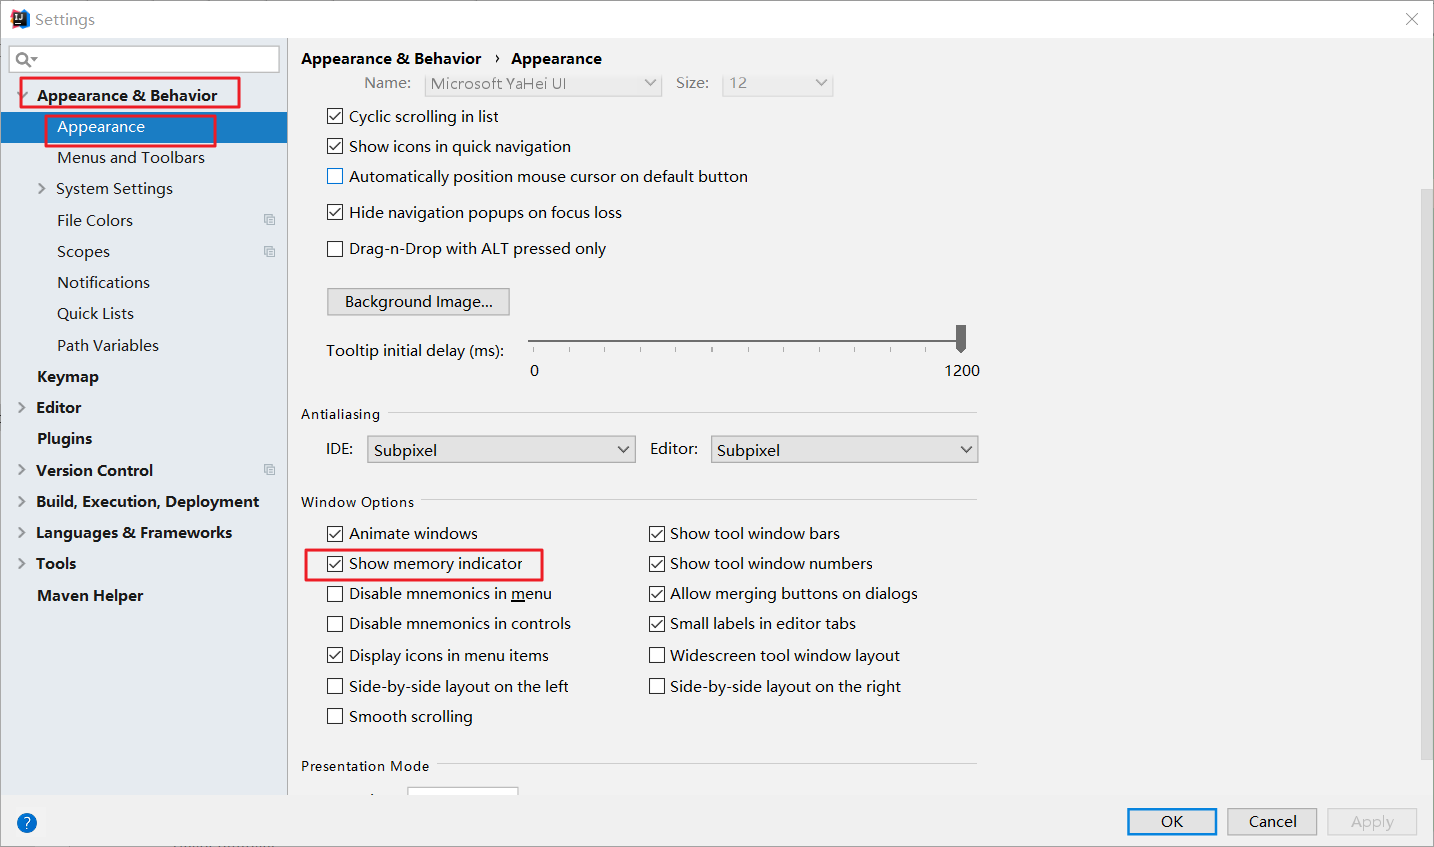 Settings
Appearance & Behavior
Appearance
Menus and Toolbars
System Settings
File Colors
Scopes
Notifications
Quick Lists
Path Variables
Keymap
Editor
Plugins
Version Control
Build, Execution, Deployment
Languages & Frameworks
Tools
Maven Helper
Appearance & Behavior › Appearance
Name: Microsoft YaHei UI Size: 12
Cyclic scrolling in list
Show icons in quick navigation
Automatically position mouse cursor on default button
Hide navigation popups on focus loss
Drag-n-Drop with ALT pressed only
Background Image...
Tooltip initial delay (ms):
0 1200
Antialiasing
IDE: Subpixel Editor: Subpixel
Window Options
Animate windows Show tool window bars
Show memory indicator Show tool window numbers
Disable mnemonics in menu Allow merging buttons on dialogs
Disable mnemonics in controls Small labels in editor tabs
Display icons in menu items Widescreen tool window layout
Side-by-side layout on the left Side-by-side layout on the right
Smooth scrolling
Presentation Mode
? OK Cancel Apply